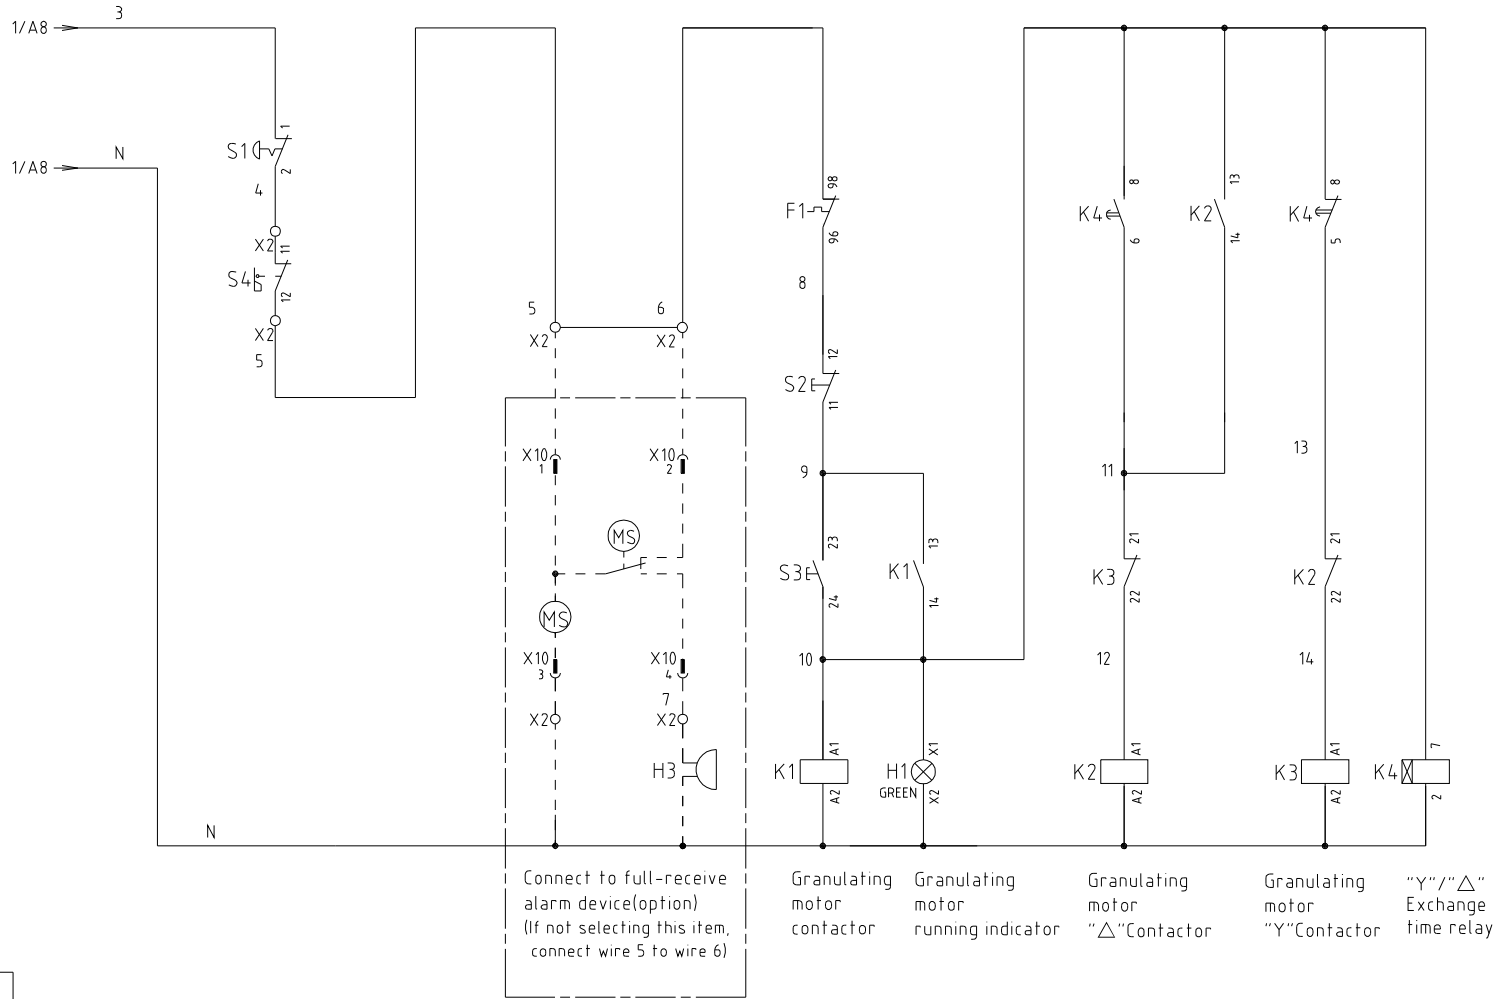 3
1/A8
N
1/A8
1
S1
2
4
X2
11
S4
12
X2
5
5
X2
6
X2
X10
1
X10
2
MS
MS
X10
3
X10
4
7
X2
X2
H3
N
98
F1
96
8
12
S2
11
9
23
S3
24
13
K1
14
10
A1
K1
A2
X1
H1
GREEN
X2
8
K4
6
13
K2
14
8
K4
5
11
13
21
K3
22
21
K2
22
12
14
A1
K2
A2
A1
K3
A2
7
K4
2
Connect to full-receive
alarm device(option)
(If not selecting this item,
connect wire 5 to wire 6)
Granulating
motor
contactor
Granulating
motor
running indicator
Granulating
motor
"△"Contactor
Granulating
motor
"Y"Contactor
"Y"/"△"
Exchange
time relay